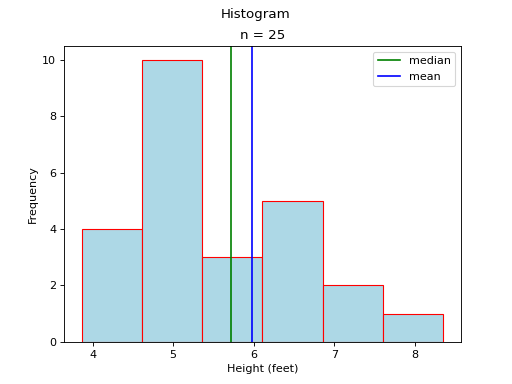 Histogram
n = 25
median
mean
Frequency
10
8
6
4
2
0
4 5 6 7 8
Height (feet)